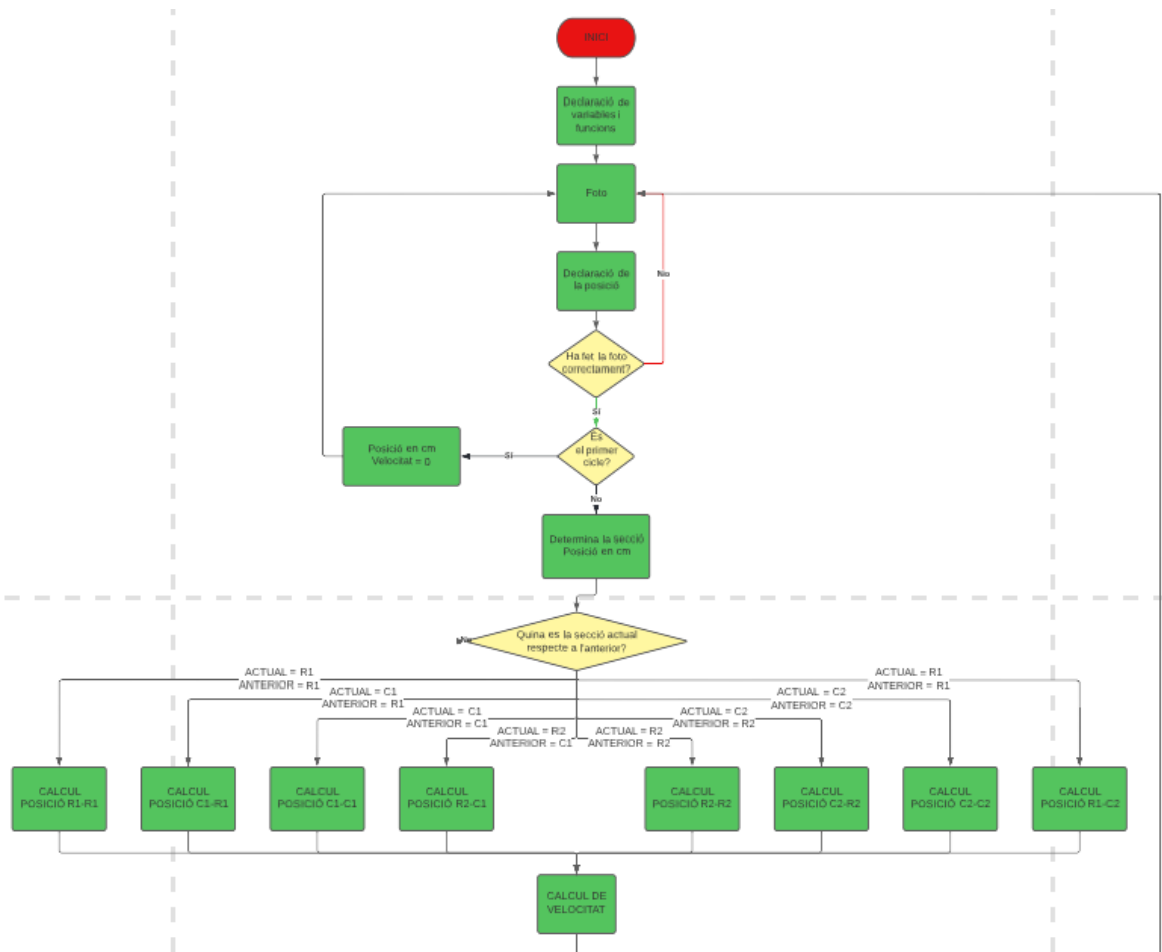 INICI
Declaració de
variables i
funcions
Foto
Declaració de
la posició
No
Ha fet la foto
correctament?
Sí
És
el primer
cicle?
Sí
Posició en cm
Velocitat = 0
No
Determina la secció
Posició en cm
Quina es la secció actual
respecte a l'anterior?
No
ACTUAL = R1
ANTERIOR = R1
ACTUAL = C1
ANTERIOR = R1
ACTUAL = C1
ANTERIOR = C1
ACTUAL = R2
ANTERIOR = C1
ACTUAL = R2
ANTERIOR = R2
ACTUAL = C2
ANTERIOR = R2
ACTUAL = C2
ANTERIOR = C2
ACTUAL = R1
ANTERIOR = R1
CALCUL
POSICIÓ R1-R1
CALCUL
POSICIÓ C1-R1
CALCUL
POSICIÓ C1-C1
CALCUL
POSICIÓ R2-C1
CALCUL
POSICIÓ R2-R2
CALCUL
POSICIÓ C2-R2
CALCUL
POSICIÓ C2-C2
CALCUL
POSICIÓ R1-C2
CALCUL DE
VELOCITAT